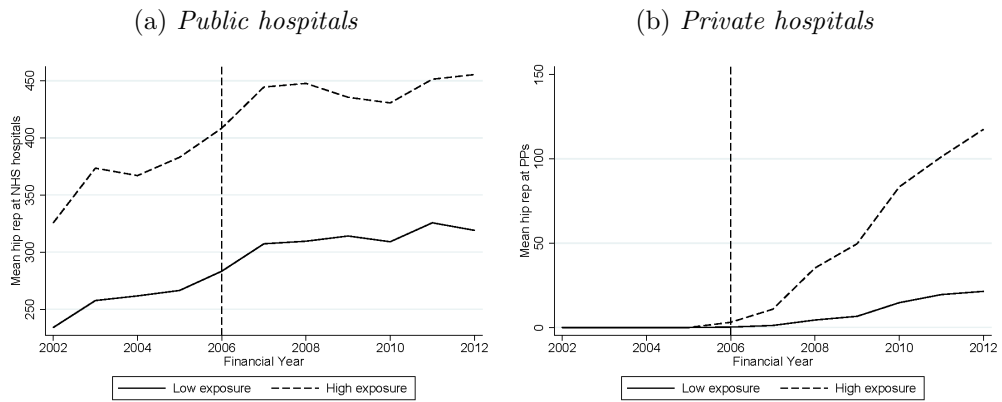 (a) Public hospitals
Mean hip rep at NHS hospitals
450
400
350
300
250
2002 2004 2006 2008 2010 2012
Financial Year
Low exposure High exposure
(b) Private hospitals
Mean hip rep at PPs
150
100
50
0
2002 2004 2006 2008 2010 2012
Financial Year
Low exposure High exposure